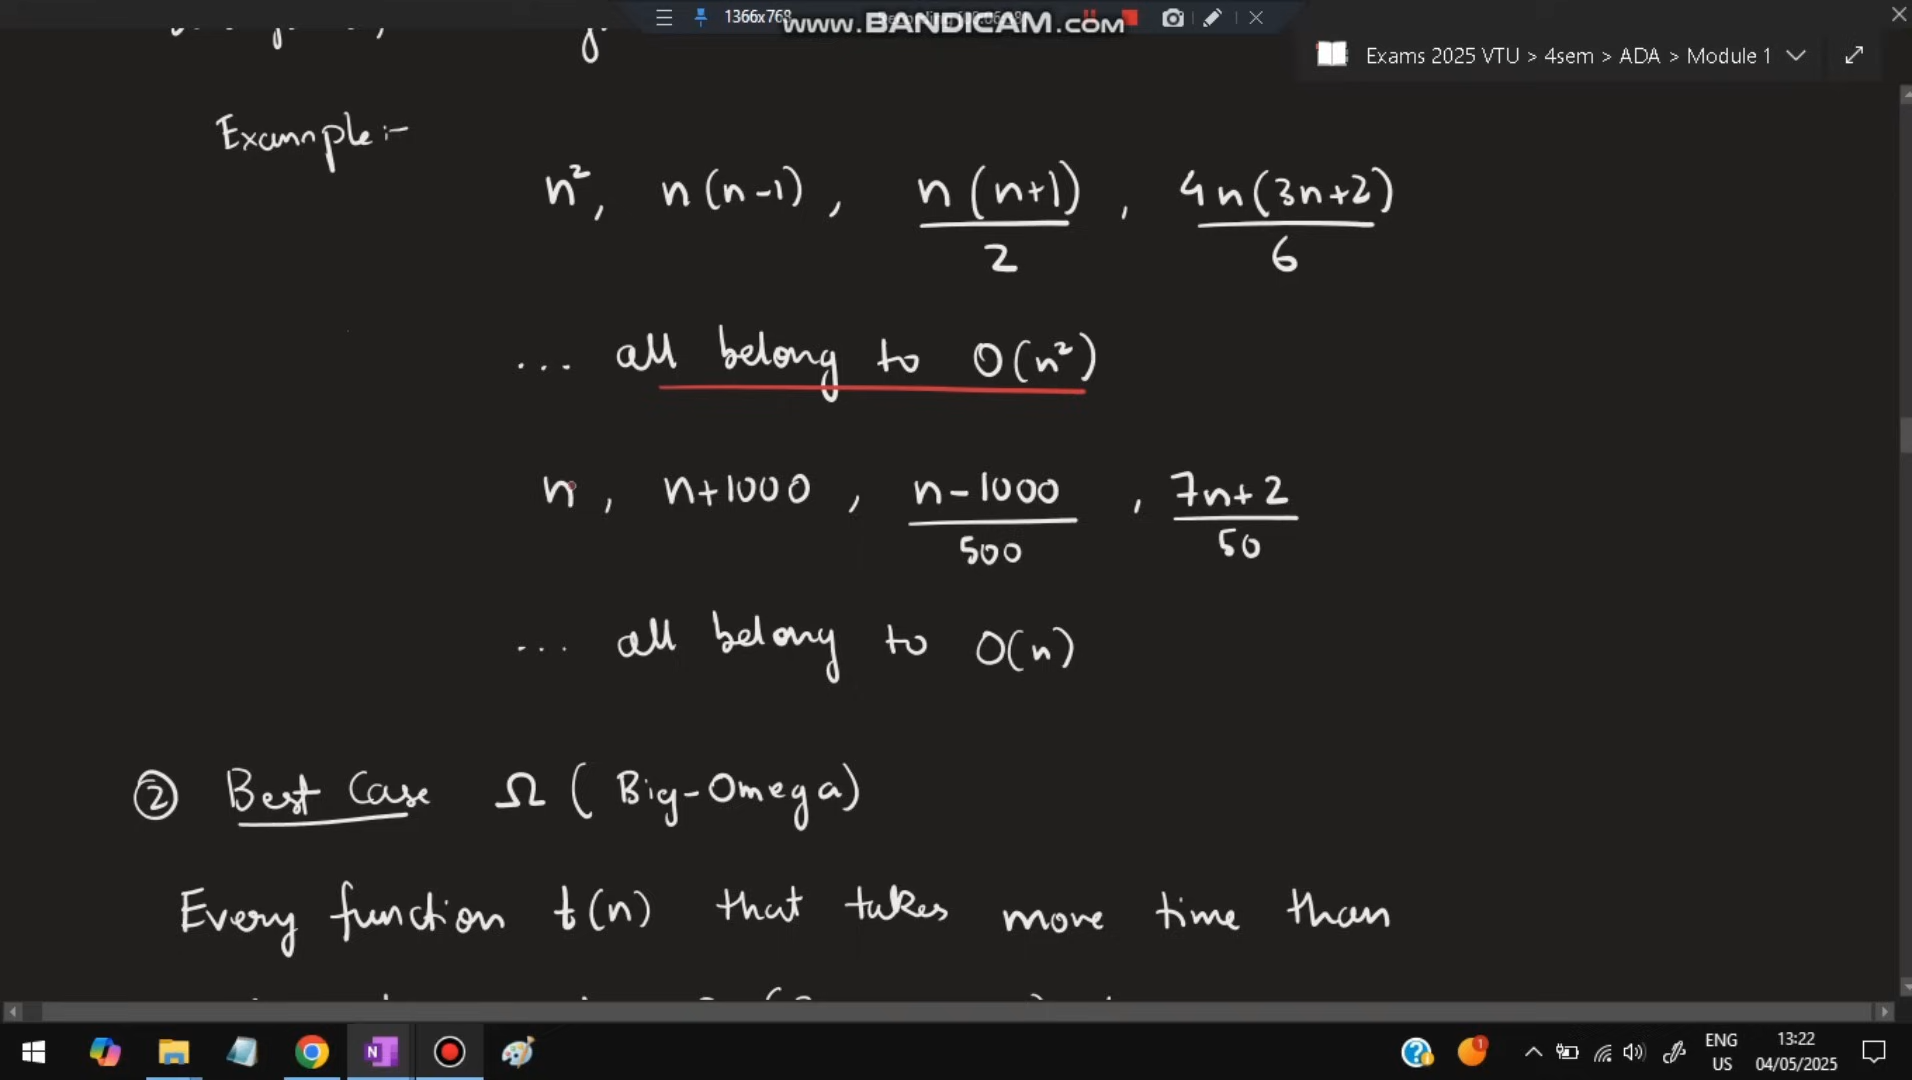 1366x768
www.BANDICAM.com
Exams 2025 VTU > 4sem > ADA > Module 1
Example:-
n², n(n-1), n(n+1)/2, 4n(3n+2)/6
... all belong to O(n²)
n, n+1000, n-1000/500, 7n+2/50
... all belong to O(n)
② Best Case Ω (Big-Omega)
Every function t(n) that takes more time than
ENG
US
13:22
04/05/2025
1
N